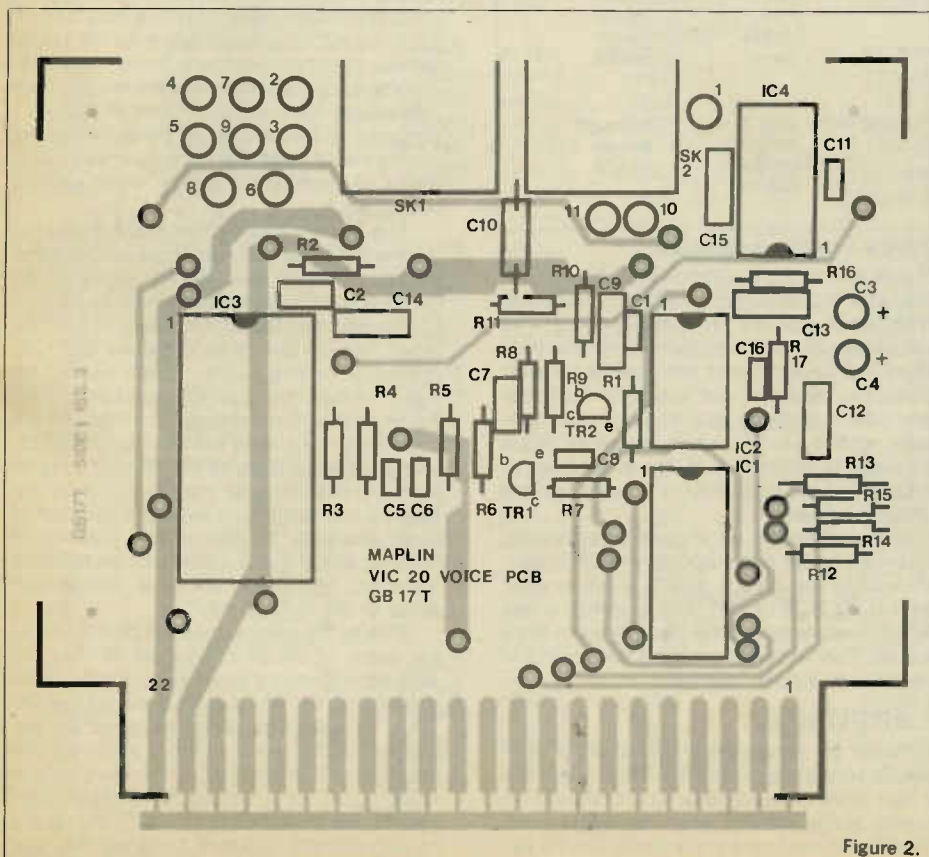 4 7 2
5 9 3
8 6
1
IC4
C11
SK1
SK
2
C10
11 10
C15
1
R2
R10
R16
C3
+
IC3
C2
C14
C9
C1
1
C13
1
R11
C16
R
17
+
C4
R8
C7
R9
R1
R4
R5
b
c e
TR2
C12
IC2
IC1
b e
c
C8
1
R13
R15
R14
R12
R3
C5 C6
R6
TR1
R7
MAPLIN
VIC 20 VOICE PCB
GB 17 T
22
1
Figure 2.